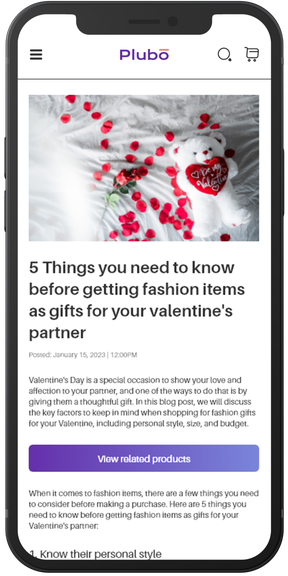 Plubo
Be My
Valentine
5 Things you need to know
before getting fashion items
as gifts for your valentine's
partner
Posted: January 15, 2023 | 12:00PM
Valentine's Day is a special occasion to show your love and
affection to your partner, and one of the ways to do that is by
giving them a thoughtful gift. In this blog post, we will discuss
the key factors to keep in mind when shopping for fashion gifts
for your Valentine, including personal style, size, and budget.
View related products
When it comes to fashion items, there are a few things you need
to consider before making a purchase. Here are 5 things you
need to know before getting fashion items as gifts for your
Valentine's partner:
1. Know their personal style